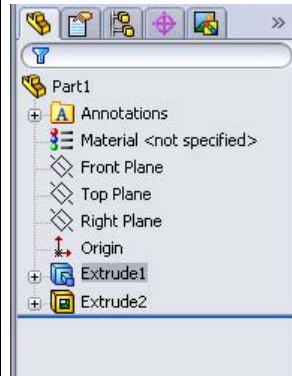 Part1
A Annotations
Material <not specified>
Front Plane
Top Plane
Right Plane
Origin
Extrude1
Extrude2